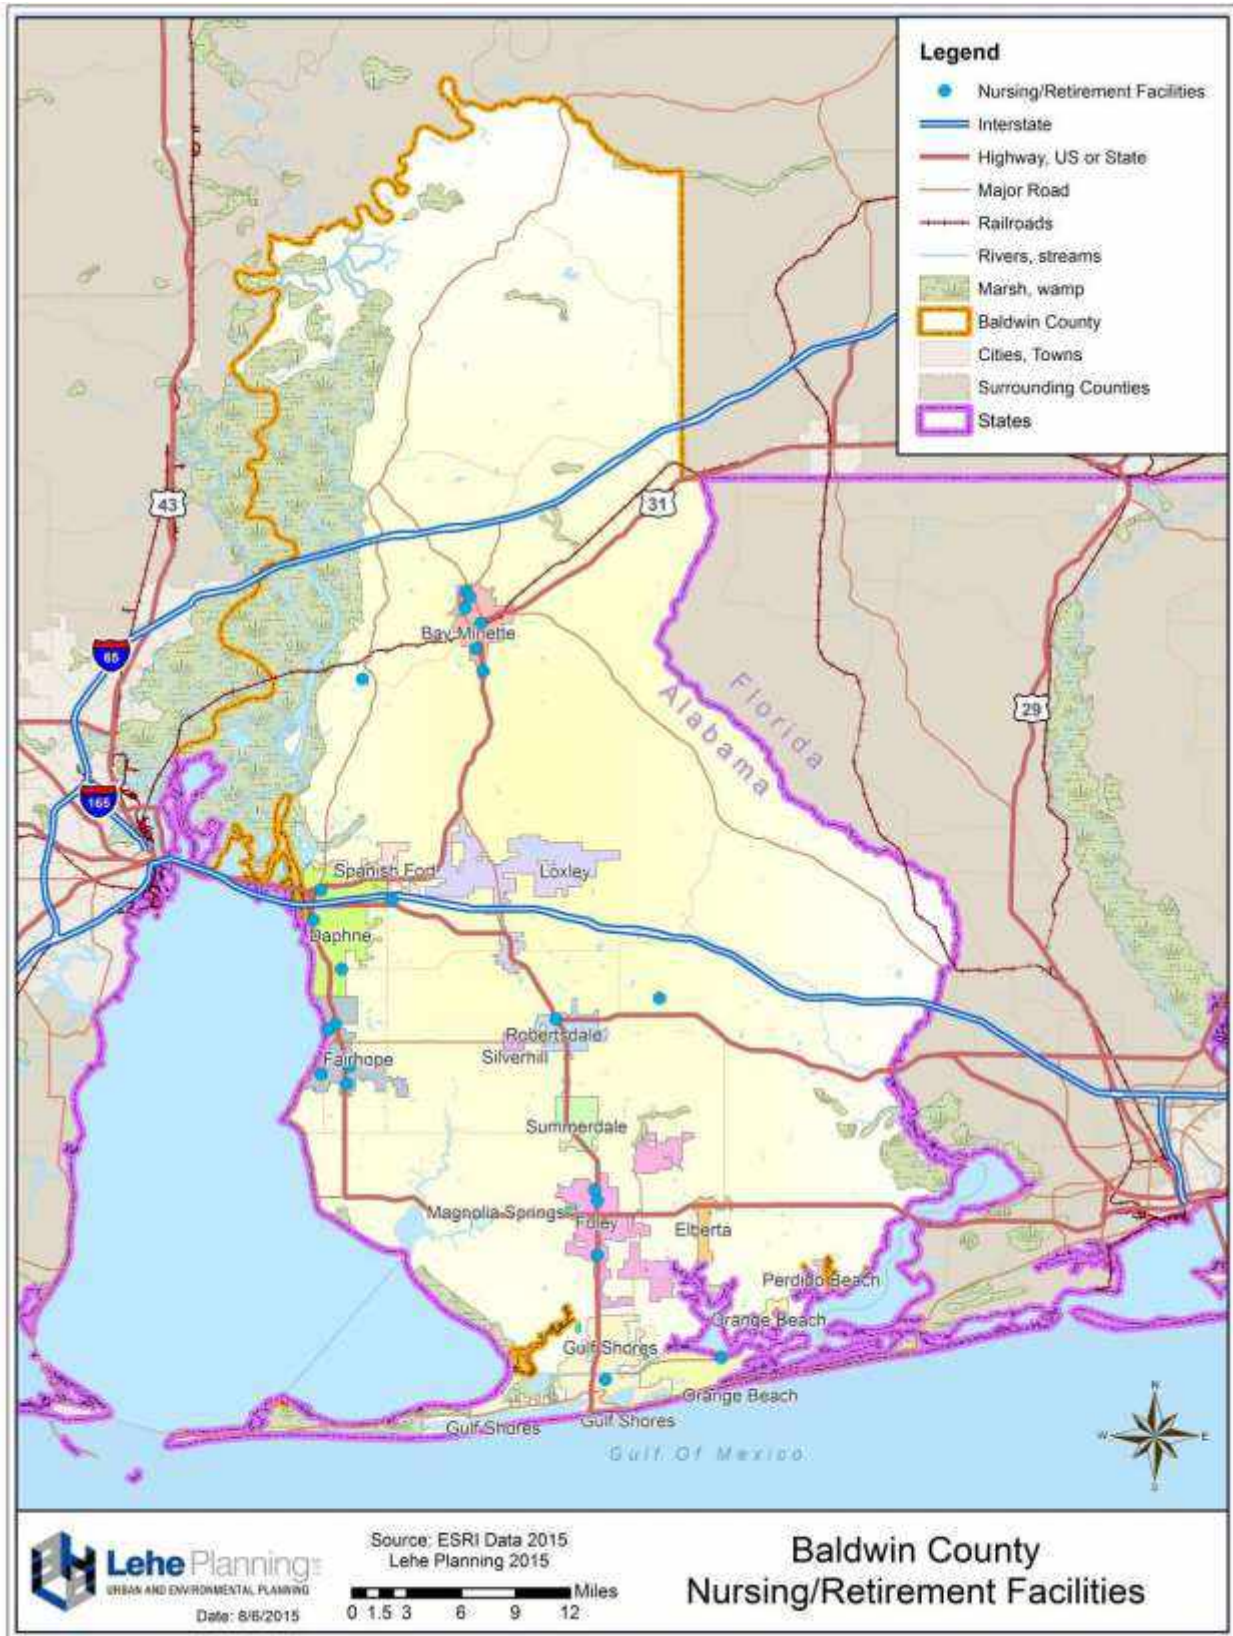 Legend
Nursing/Retirement Facilities
Interstate
Highway, US or State
Major Road
Railroads
Rivers, streams
Marsh, wamp
Baldwin County
Cities, Towns
Surrounding Counties
States
43
31
65
Bay Minette
Florida
Alabama
29
165
Spanish Fort
Loxley
Daphne
Robertsdale
Silverhill
Fairhope
Summerdale
Magnolia Springs
Foley
Elberta
Perdido Beach
Orange Beach
Gulf Shores
Orange Beach
Gulf Shores
Gulf Shores
Gulf Of Mexico
N
W
E
S
Lehe Planning
URBAN AND ENVIRONMENTAL PLANNING
Date: 8/6/2015
Source: ESRI Data 2015
Lehe Planning 2015
Miles
0 1.5 3 6 9 12
Baldwin County
Nursing/Retirement Facilities